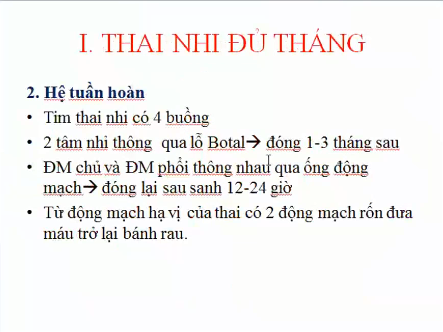 I. THAI NHI ĐỦ THÁNG
2. Hệ tuần hoàn
• Tim thai nhi có 4 buồng
• 2 tâm nhi thông qua lỗ Botal→ đóng 1-3 tháng sau
• ĐM chủ và ĐM phổi thông nhau qua ống động
mạch→ đóng lại sau sanh 12-24 giờ
• Từ động mạch hạ vị của thai có 2 động mạch rốn đưa
máu trở lại bánh rau.